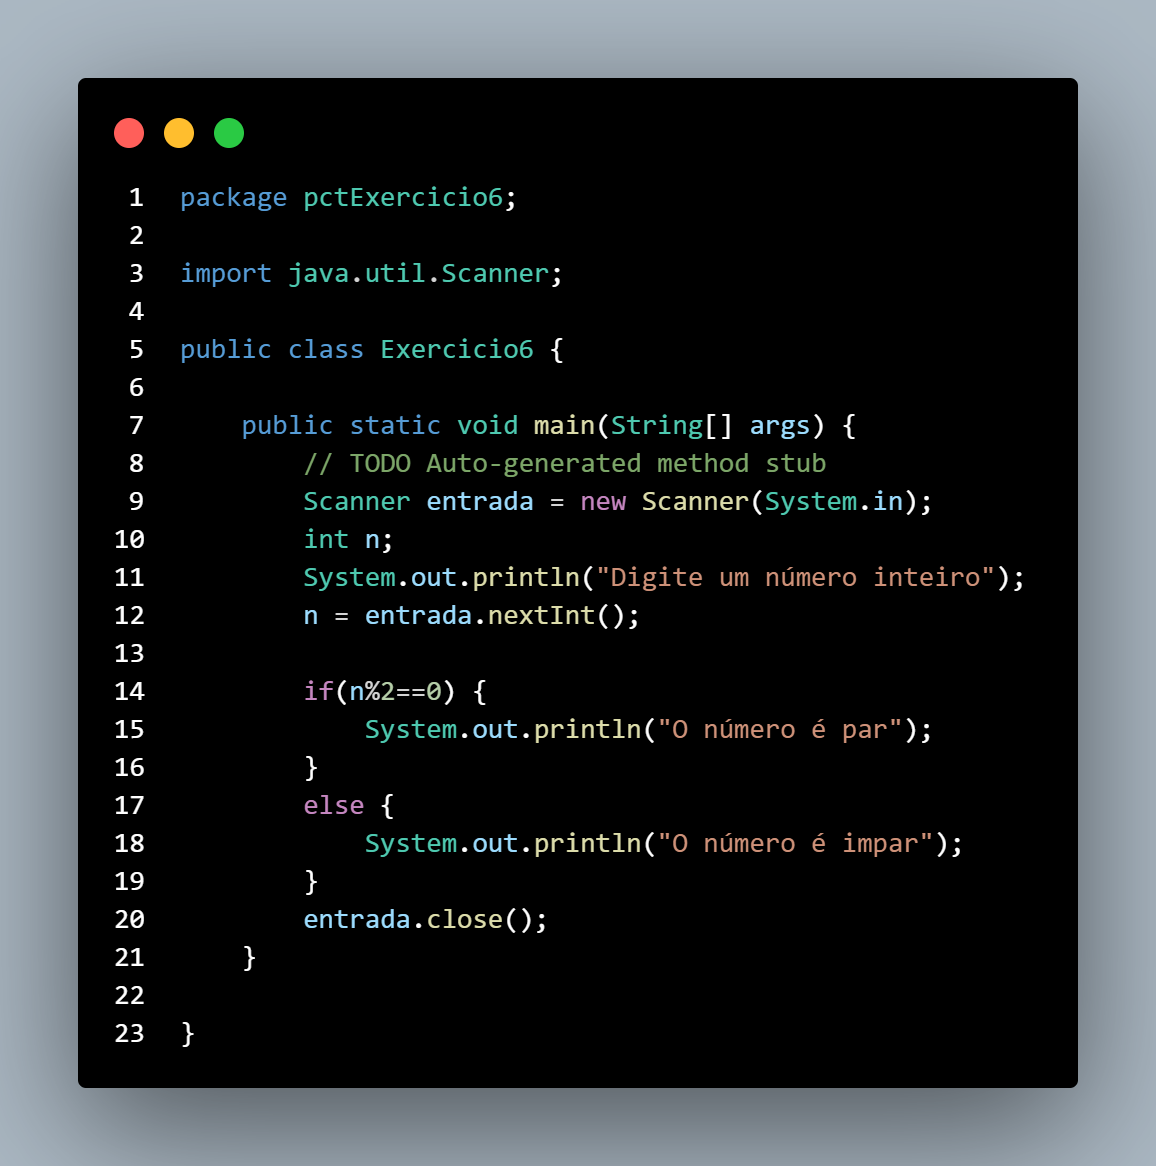 1 package pctExercicio6;
2
3 import java.util.Scanner;
4
5 public class Exercicio6 {
6
7     public static void main(String[] args) {
8         // TODO Auto-generated method stub
9         Scanner entrada = new Scanner(System.in);
10         int n;
11         System.out.println("Digite um número inteiro");
12         n = entrada.nextInt();
13
14         if(n%2==0) {
15             System.out.println("O número é par");
16         }
17         else {
18             System.out.println("O número é impar");
19         }
20         entrada.close();
21     }
22
23 }